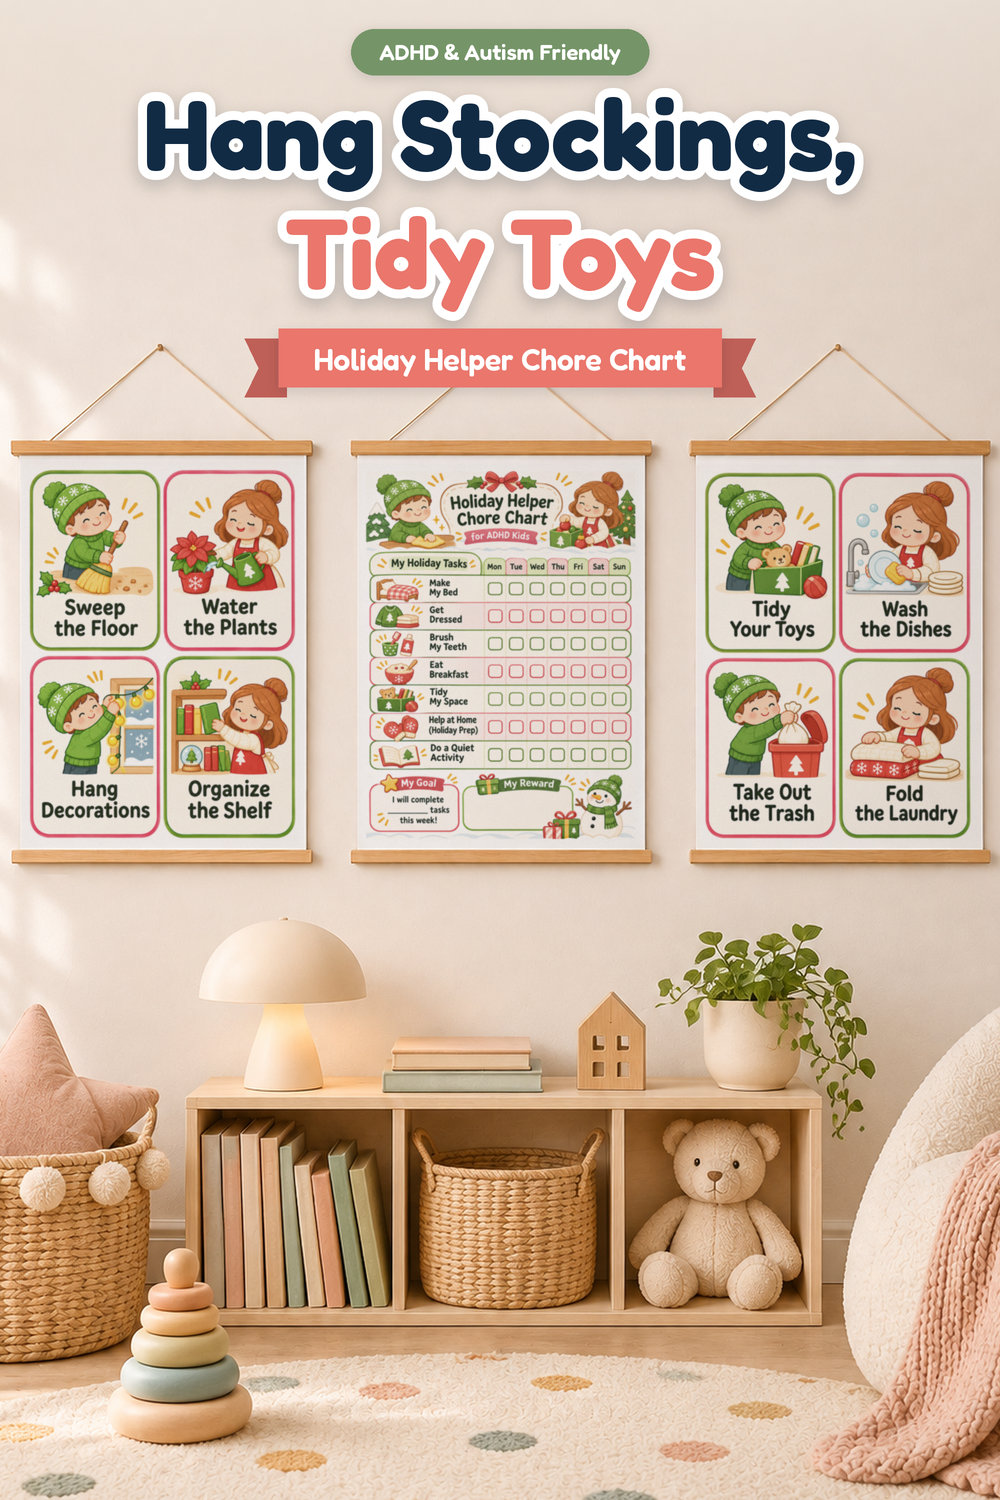 ADHD & Autism Friendly
Hang Stockings,
Tidy Toys
Holiday Helper Chore Chart
Sweep
the Floor
Water
the Plants
Hang
Decorations
Organize
the Shelf
Holiday Helper
Chore Chart
for ADHD Kids
My Holiday Tasks Mon Tue Wed Thu Fri Sat Sun
Make
My Bed
Get
Dressed
Brush
My Teeth
Eat
Breakfast
Tidy
My Space
Help at Home
(Holiday Prep)
Do a Quiet
Activity
My Goal
I will complete
______ tasks
this week!
My Reward
Tidy
Your Toys
Wash
the Dishes
Take Out
the Trash
Fold
the Laundry